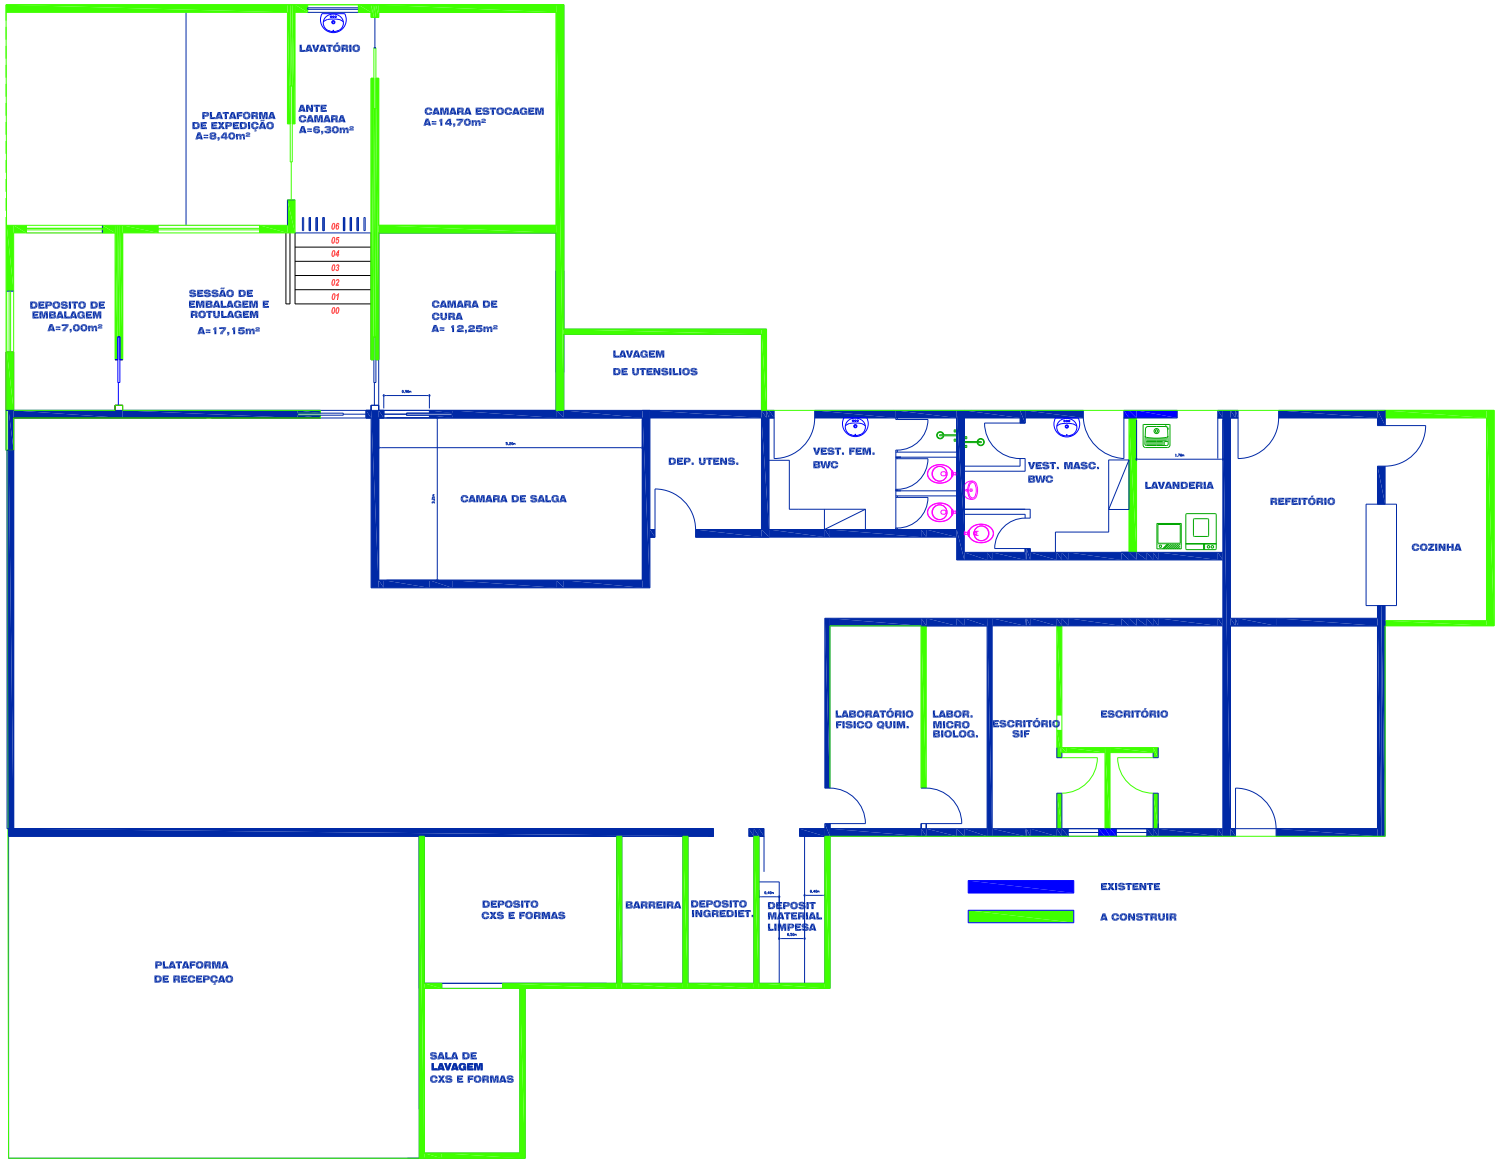 LAVATÓRIO
PLATAFORMA
DE EXPEDIÇÃO
A=8,40m²
ANTE
CAMARA
A=6,30m²
CAMARA ESTOCAGEM
A=14,70m²
06
05
04
03
02
01
00
DEPOSITO DE
EMBALAGEM
A=7,00m²
SESSÃO DE
EMBALAGEM E
ROTULAGEM
A=17,15m²
CAMARA DE
CURA
A= 12,25m²
LAVAGEM
DE UTENSILIOS
CAMARA DE SALGA
DEP. UTENS.
VEST. FEM.
BWC
VEST. MASC.
BWC
LAVANDERIA
REFEITÓRIO
COZINHA
LABORATÓRIO
FISICO QUIM.
LABOR.
MICRO
BIOLOG.
ESCRITÓRIO
SIF
ESCRITÓRIO
DEPOSITO
CXS E FORMAS
BARREIRA
DEPOSITO
INGREDIET.
DEPOSIT
MATERIAL
LIMPESA
EXISTENTE
A CONSTRUIR
PLATAFORMA
DE RECEPÇAO
SALA DE
LAVAGEM
CXS E FORMAS